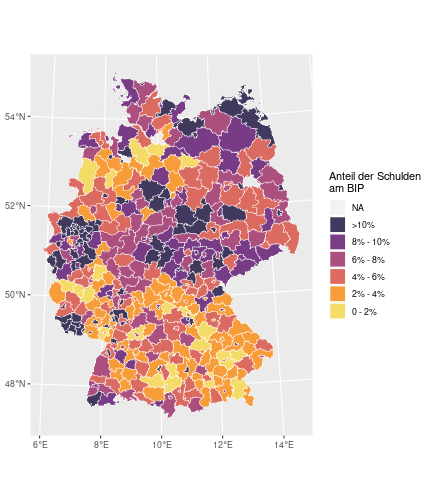 54°N
52°N
50°N
48°N
6°E
8°E
10°E
12°E
14°E
Anteil der Schulden
am BIP
NA
>10%
8% - 10%
6% - 8%
4% - 6%
2% - 4%
0 - 2%